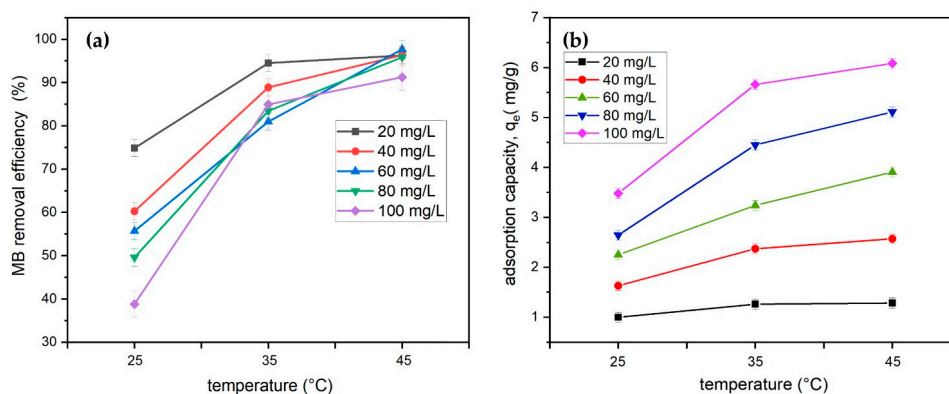 (a)
MB removal efficiency (%)
100
90
80
70
60
50
40
30
20 mg/L
40 mg/L
60 mg/L
80 mg/L
100 mg/L
25
35
45
temperature (°C)
(b)
adsorption capacity, qe( mg/g)
7
6
5
4
3
2
1
20 mg/L
40 mg/L
60 mg/L
80 mg/L
100 mg/L
25
35
45
temperature (°C)